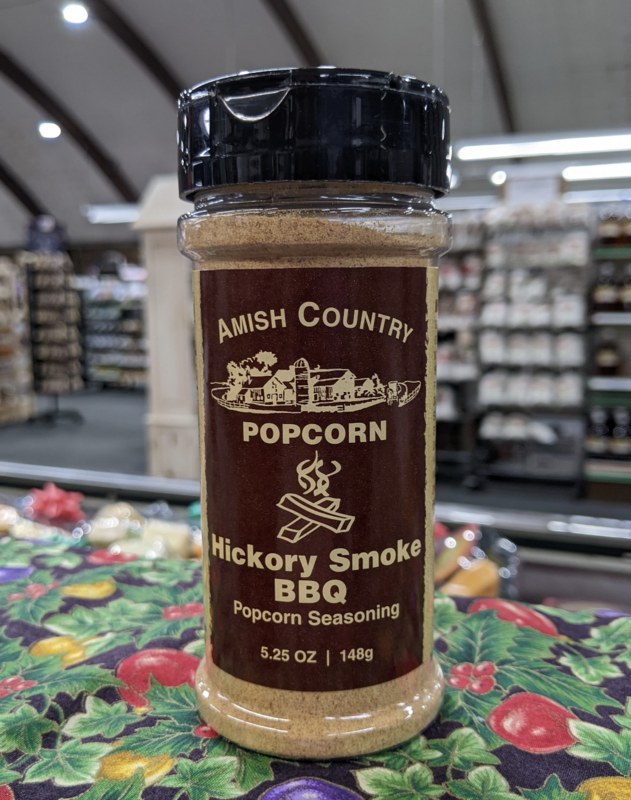 AMISH COUNTRY
POPCORN
Hickory Smoke
BBQ
Popcorn Seasoning
5.25 OZ | 148g